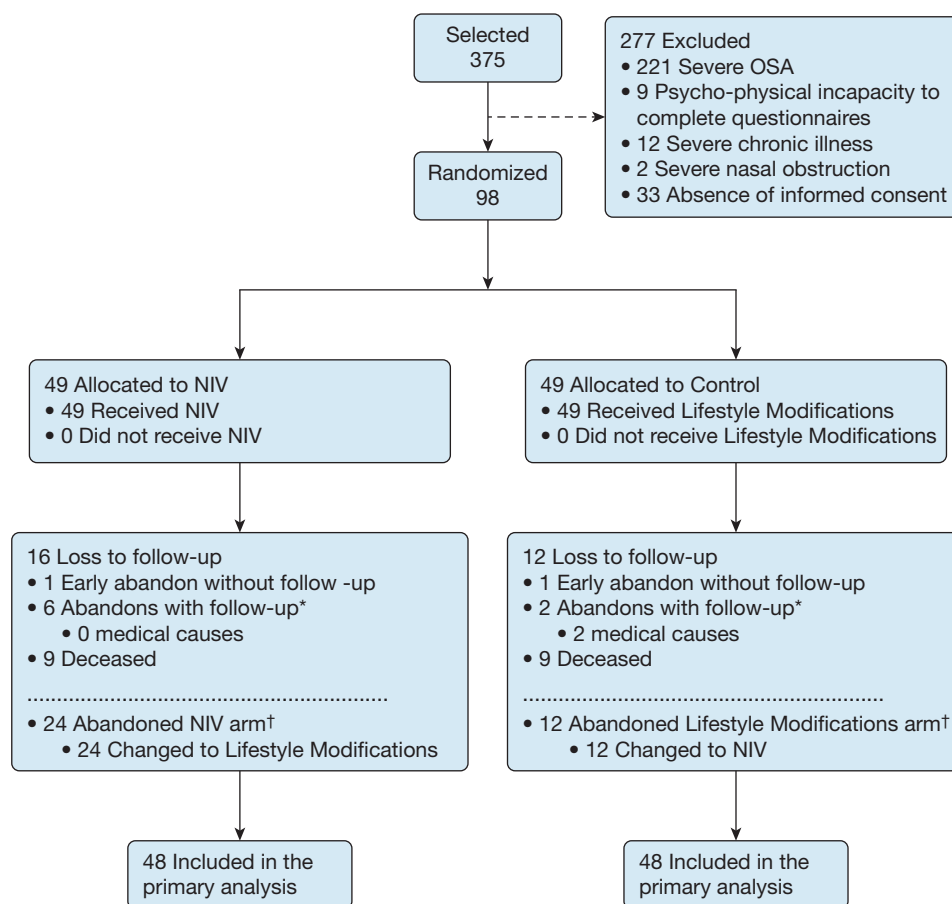 Selected
375
277 Excluded
• 221 Severe OSA
• 9 Psycho-physical incapacity to
complete questionnaires
• 12 Severe chronic illness
• 2 Severe nasal obstruction
• 33 Absence of informed consent
Randomized
98
49 Allocated to NIV
• 49 Received NIV
• 0 Did not receive NIV
49 Allocated to Control
• 49 Received Lifestyle Modifications
• 0 Did not receive Lifestyle Modifications
16 Loss to follow-up
• 1 Early abandon without follow -up
• 6 Abandons with follow-up*
• 0 medical causes
• 9 Deceased
• 24 Abandoned NIV arm†
• 24 Changed to Lifestyle Modifications
12 Loss to follow-up
• 1 Early abandon without follow-up
• 2 Abandons with follow-up*
• 2 medical causes
• 9 Deceased
• 12 Abandoned Lifestyle Modifications arm†
• 12 Changed to NIV
48 Included in the
primary analysis
48 Included in the
primary analysis